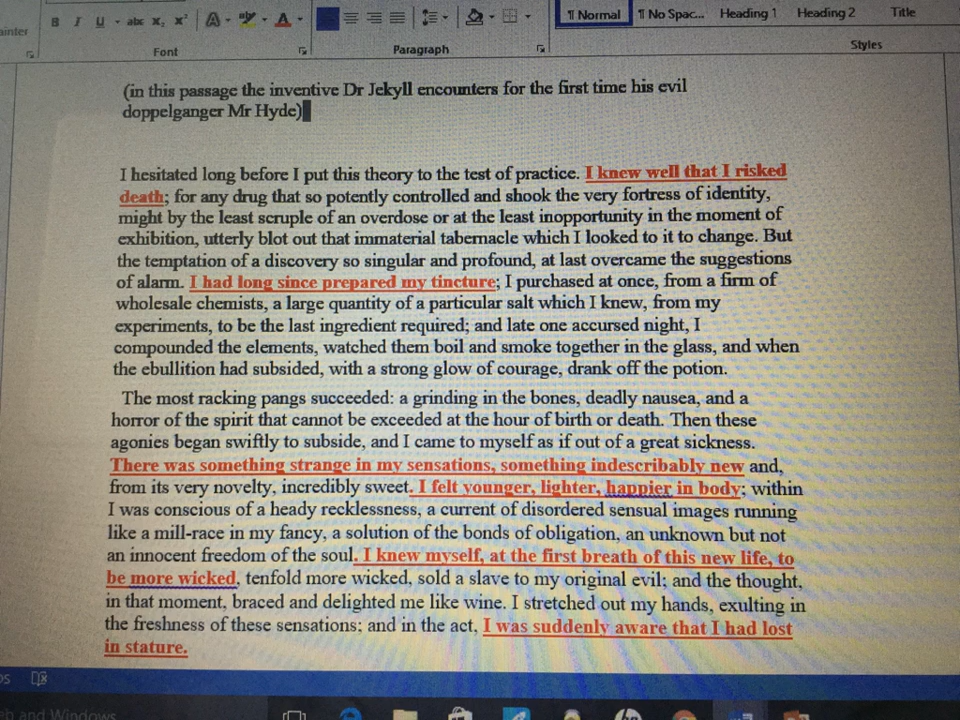 ainter
B I U abc x₂ x² A aby A
Font
Paragraph
¶ Normal ¶ No Spac... Heading 1 Heading 2 Title
Styles
(in this passage the inventive Dr Jekyll encounters for the first time his evil
doppelganger Mr Hyde)
I hesitated long before I put this theory to the test of practice. I knew well that I risked
death; for any drug that so potently controlled and shook the very fortress of identity,
might by the least scruple of an overdose or at the least inopportunity in the moment of
exhibition, utterly blot out that immaterial tabernacle which I looked to it to change. But
the temptation of a discovery so singular and profound, at last overcame the suggestions
of alarm. I had long since prepared my tincture; I purchased at once, from a firm of
wholesale chemists, a large quantity of a particular salt which I knew, from my
experiments, to be the last ingredient required; and late one accursed night, I
compounded the elements, watched them boil and smoke together in the glass, and when
the ebullition had subsided, with a strong glow of courage, drank off the potion.
The most racking pangs succeeded: a grinding in the bones, deadly nausea, and a
horror of the spirit that cannot be exceeded at the hour of birth or death. Then these
agonies began swiftly to subside, and I came to myself as if out of a great sickness.
There was something strange in my sensations, something indescribably new and,
from its very novelty, incredibly sweet. I felt younger, lighter, happier in body; within
I was conscious of a heady recklessness, a current of disordered sensual images running
like a mill-race in my fancy, a solution of the bonds of obligation, an unknown but not
an innocent freedom of the soul. I knew myself, at the first breath of this new life, to
be more wicked, tenfold more wicked, sold a slave to my original evil; and the thought,
in that moment, braced and delighted me like wine. I stretched out my hands, exulting in
the freshness of these sensations; and in the act, I was suddenly aware that I had lost
in stature.
and Windows
hp